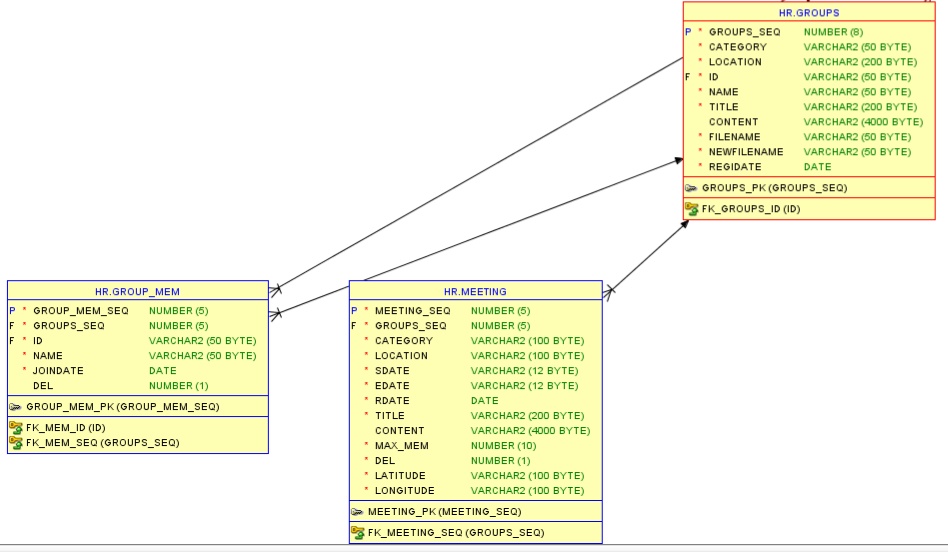 HR.GROUPS
P * GROUPS_SEQ NUMBER (8)
* CATEGORY VARCHAR2 (50 BYTE)
* LOCATION VARCHAR2 (200 BYTE)
F * ID VARCHAR2 (50 BYTE)
* NAME VARCHAR2 (50 BYTE)
* TITLE VARCHAR2 (200 BYTE)
CONTENT VARCHAR2 (4000 BYTE)
* FILENAME VARCHAR2 (50 BYTE)
* NEWFILENAME VARCHAR2 (50 BYTE)
* REGIDATE DATE
GROUPS_PK (GROUPS_SEQ)
FK_GROUPS_ID (ID)
HR.GROUP_MEM
P * GROUP_MEM_SEQ NUMBER (5)
F * GROUPS_SEQ NUMBER (5)
F * ID VARCHAR2 (50 BYTE)
* NAME VARCHAR2 (50 BYTE)
* JOINDATE DATE
DEL NUMBER (1)
GROUP_MEM_PK (GROUP_MEM_SEQ)
FK_MEM_ID (ID)
FK_MEM_SEQ (GROUPS_SEQ)
HR.MEETING
P * MEETING_SEQ NUMBER (5)
F * GROUPS_SEQ NUMBER (5)
* CATEGORY VARCHAR2 (100 BYTE)
* LOCATION VARCHAR2 (100 BYTE)
* SDATE VARCHAR2 (12 BYTE)
* EDATE VARCHAR2 (12 BYTE)
* RDATE DATE
* TITLE VARCHAR2 (200 BYTE)
CONTENT VARCHAR2 (4000 BYTE)
* MAX_MEM NUMBER (10)
* DEL NUMBER (1)
* LATITUDE VARCHAR2 (100 BYTE)
* LONGITUDE VARCHAR2 (100 BYTE)
MEETING_PK (MEETING_SEQ)
FK_MEETING_SEQ (GROUPS_SEQ)